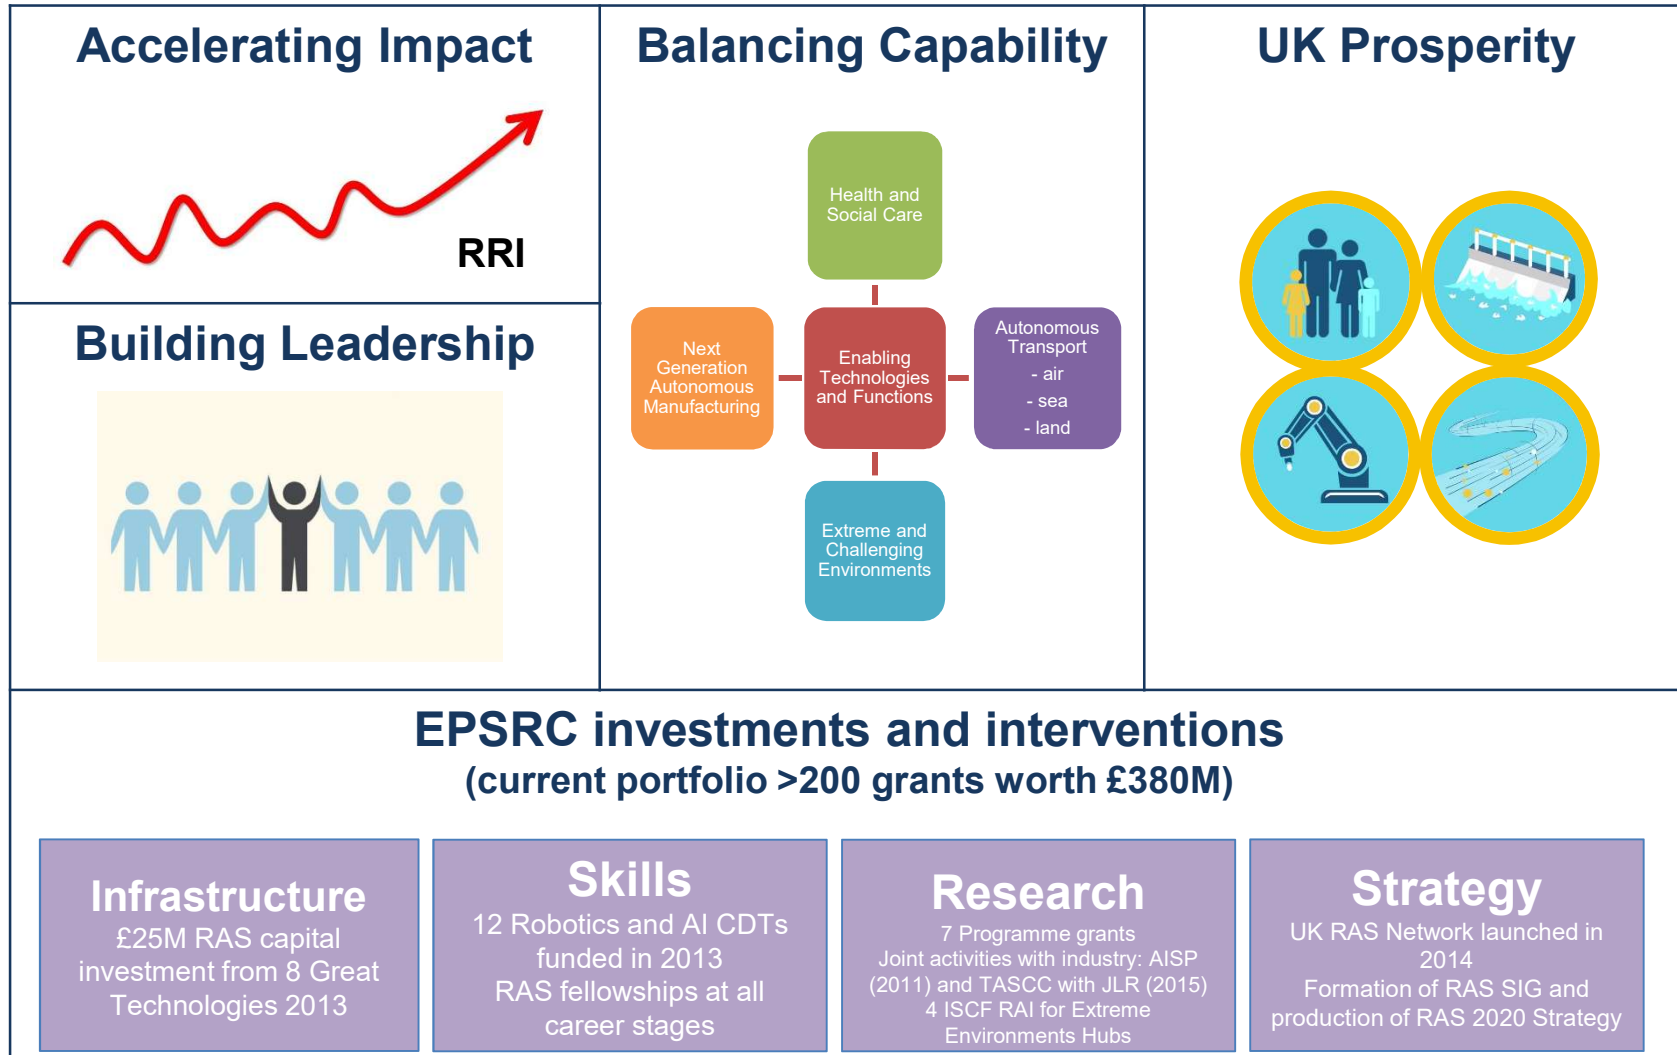 Accelerating Impact
RRI
Building Leadership
Balancing Capability
Health and
Social Care
Next
Generation
Autonomous
Manufacturing
Enabling
Technologies
and Functions
Autonomous
Transport
- air
- sea
- land
Extreme and
Challenging
Environments
UK Prosperity
EPSRC investments and interventions
(current portfolio >200 grants worth £380M)
Infrastructure
£25M RAS capital
investment from 8 Great
Technologies 2013
Skills
12 Robotics and AI CDTs
funded in 2013
RAS fellowships at all
career stages
Research
7 Programme grants
Joint activities with industry: AISP
(2011) and TASCC with JLR (2015)
4 ISCF RAI for Extreme
Environments Hubs
Strategy
UK RAS Network launched in
2014
Formation of RAS SIG and
production of RAS 2020 Strategy